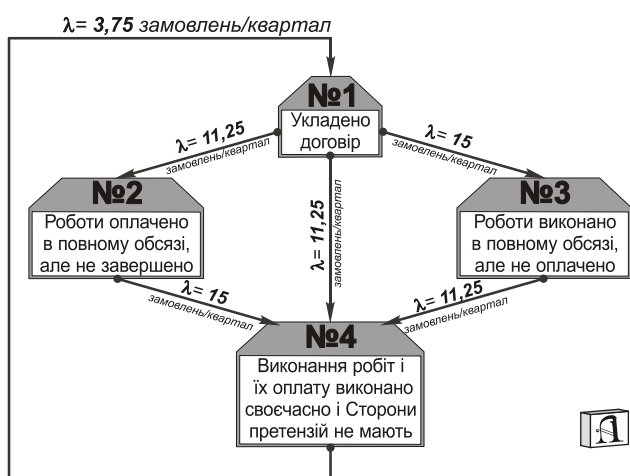 λ= 3,75 замовлень/квартал
№1
Укладено
договір
λ= 11,25
замовлень/квартал
λ= 15
замовлень/квартал
λ= 11,25
замовлень/квартал
№2
Роботи оплачено
в повному обсязі,
але не завершено
№3
Роботи виконано
в повному обсязі,
але не оплачено
λ= 15
замовлень/квартал
λ= 11,25
замовлень/квартал
№4
Виконання робіт і
їх оплату виконано
своєчасно і Сторони
претензій не мають